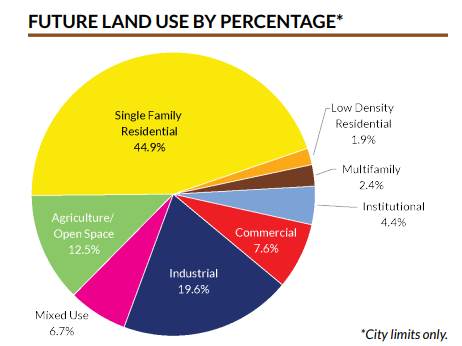 FUTURE LAND USE BY PERCENTAGE*
Single Family
Residential
44.9%
Low Density
Residential
1.9%
Multifamily
2.4%
Institutional
4.4%
Commercial
7.6%
Industrial
19.6%
Mixed Use
6.7%
Agriculture/
Open Space
12.5%
*City limits only.